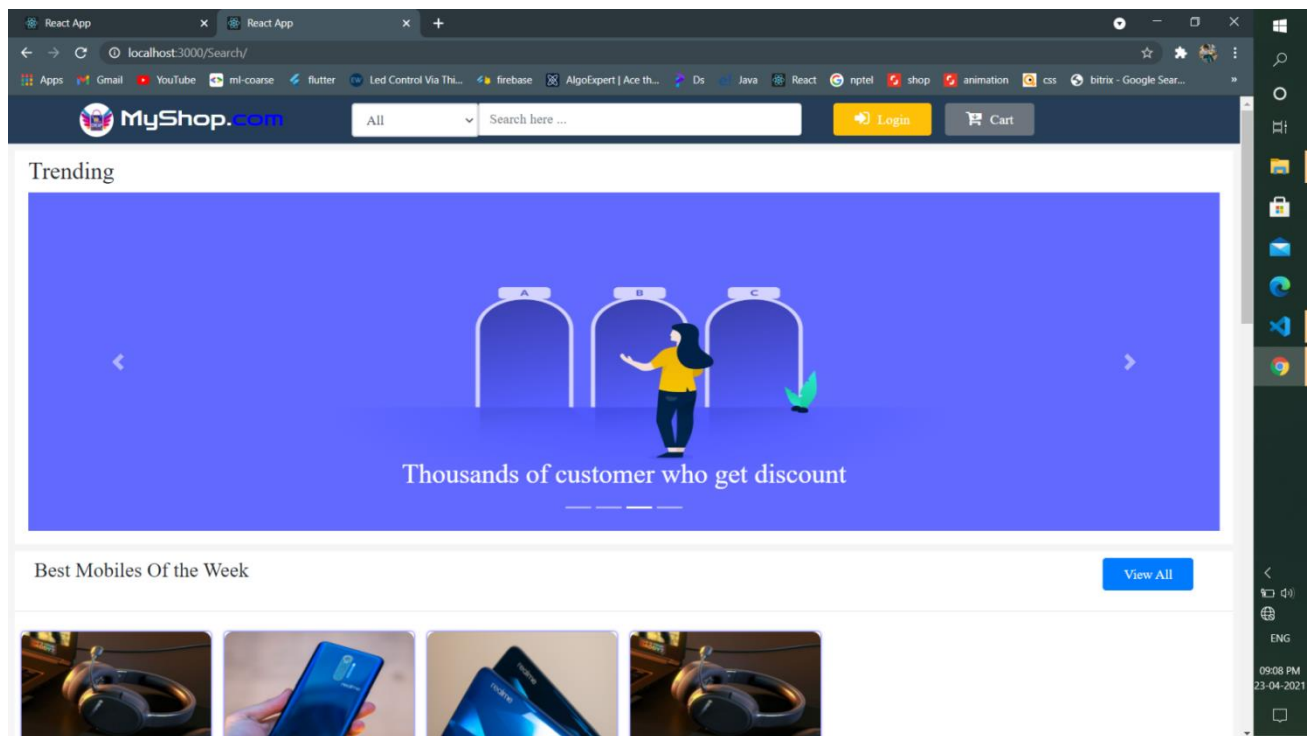 React App
React App
localhost:3000/Search/
Apps Gmail YouTube ml-coarse flutter Led Control Via Thi... firebase AlgoExpert | Ace th... Ds Java React nptel shop animation css bitrix - Google Sear... »
MyShop.com All Search here ... Login Cart
Trending
A B C
Thousands of customer who get discount
Best Mobiles Of the Week View All
realme
realme
ENG
09:08 PM
23-04-2021